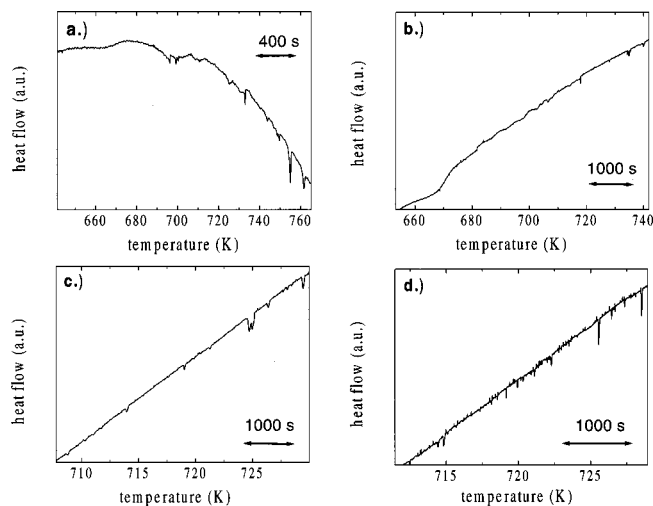 a.)
400 s
heat flow (a.u.)
660 680 700 720 740 760
temperature (K)
b.)
1000 s
heat flow (a.u.)
660 680 700 720 740
temperature (K)
c.)
1000 s
heat flow (a.u.)
710 715 720 725
temperature (K)
d.)
1000 s
heat flow (a.u.)
715 720 725
temperature (K)